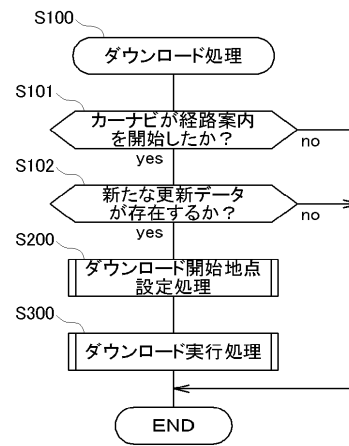 S100
ダウンロード処理
S101
カーナビが経路案内
を開始したか？
no
yes
S102
新たな更新データ
が存在するか？
no
yes
S200
ダウンロード開始地点
設定処理
S300
ダウンロード実行処理
END